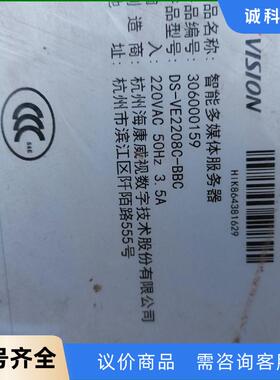 诚科
VISION
品名称：智能多媒体服务器
品编号：306000159
品型号：DS-VE2208C-BBC
入：220VAC 50Hz 3.5A
造 商：杭州海康威视数字技术股份有限公司
杭州市滨江区阡陌路555号
HIK864381629
CCC
S&E
号齐全
议价商品 需咨询客服